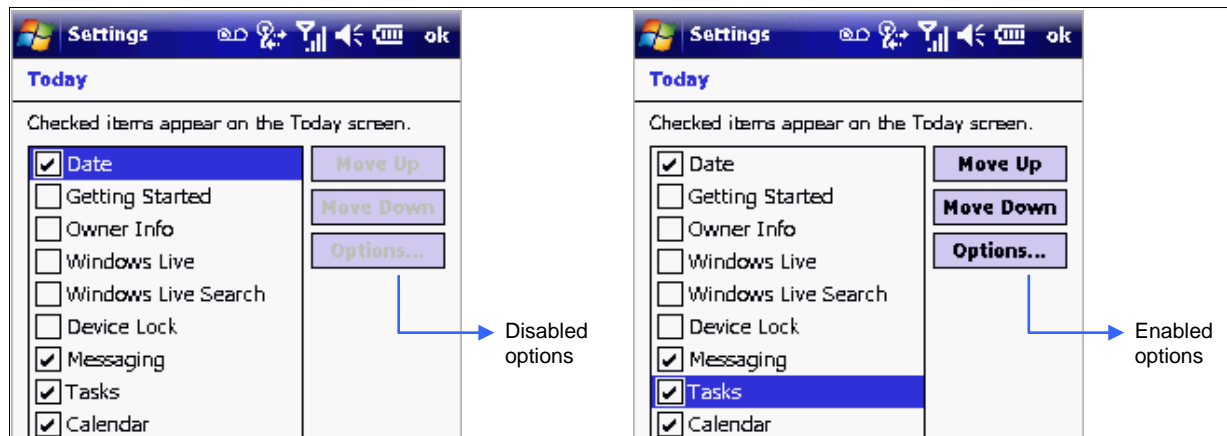 Settings
ok
Today
Checked items appear on the Today screen.
Date
Getting Started
Owner Info
Windows Live
Windows Live Search
Device Lock
Messaging
Tasks
Calendar
Move Up
Move Down
Options...
Disabled
options
Settings
ok
Today
Checked items appear on the Today screen.
Date
Getting Started
Owner Info
Windows Live
Windows Live Search
Device Lock
Messaging
Tasks
Calendar
Move Up
Move Down
Options...
Enabled
options